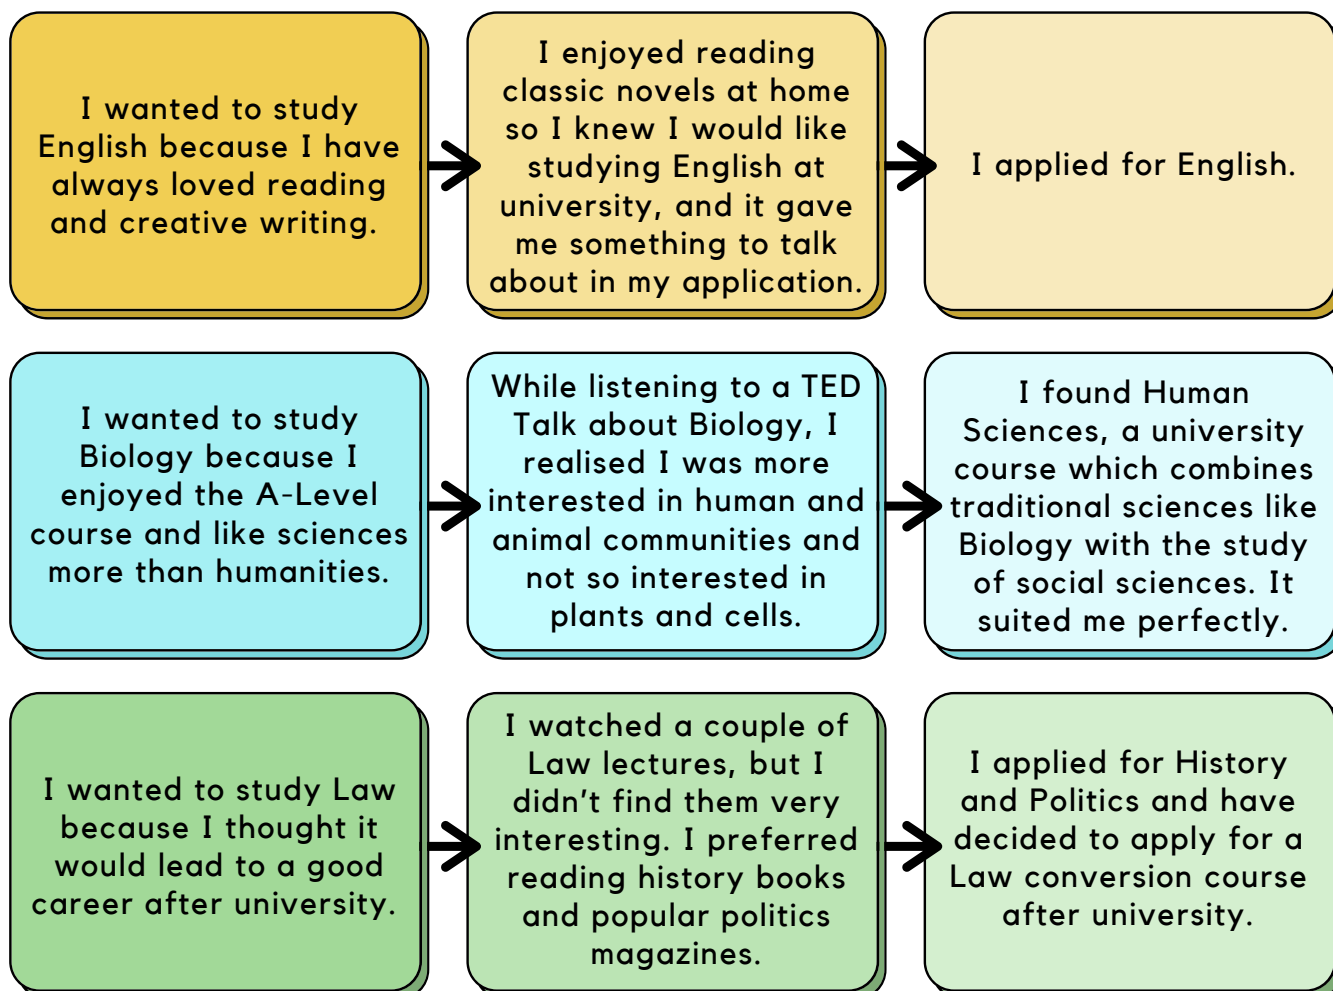 I wanted to study
English because I have
always loved reading
and creative writing.
I enjoyed reading
classic novels at home
so I knew I would like
studying English at
university, and it gave
me something to talk
about in my application.
I applied for English.
I wanted to study
Biology because I
enjoyed the A-Level
course and like sciences
more than humanities.
While listening to a TED
Talk about Biology, I
realised I was more
interested in human and
animal communities and
not so interested in
plants and cells.
I found Human
Sciences, a university
course which combines
traditional sciences like
Biology with the study
of social sciences. It
suited me perfectly.
I wanted to study Law
because I thought it
would lead to a good
career after university.
I watched a couple of
Law lectures, but I
didn’t find them very
interesting. I preferred
reading history books
and popular politics
magazines.
I applied for History
and Politics and have
decided to apply for a
Law conversion course
after university.